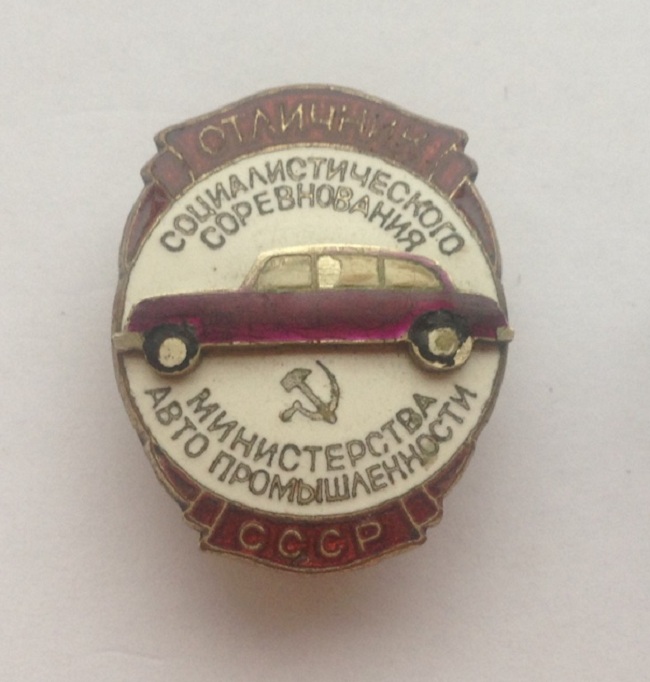 ОТЛИЧНИК
СОЦИАЛИСТИЧЕСКОГО
СОРЕВНОВАНИЯ
МИНИСТЕРСТВА
АВТО ПРОМЫШЛЕННОСТИ
СССР